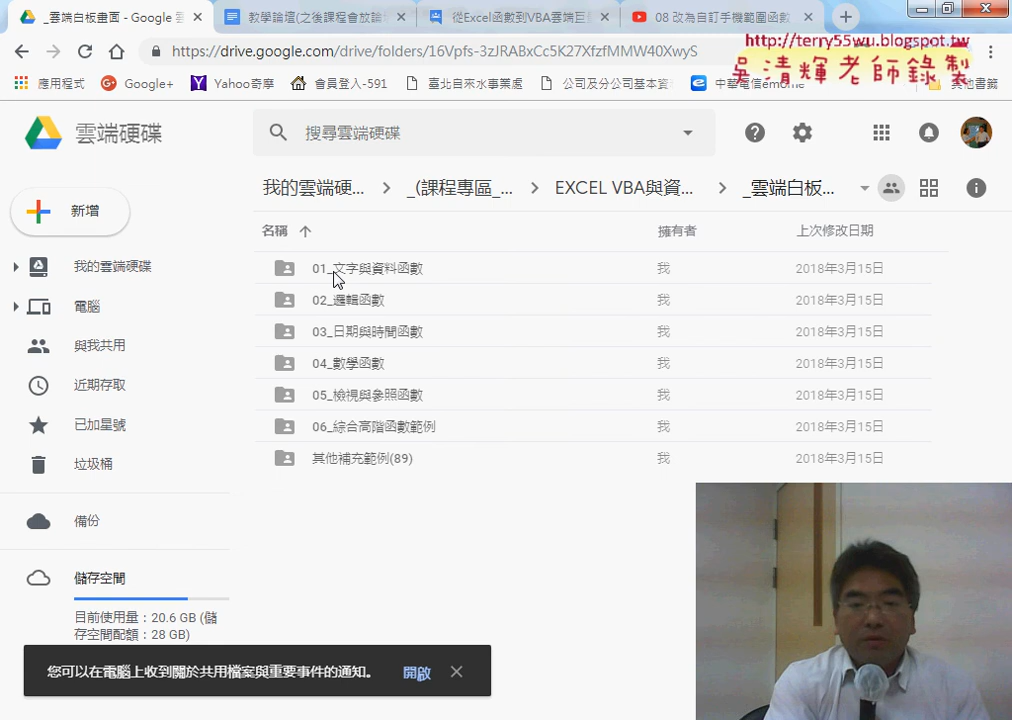 _雲端白板畫面 - Google 雲
教學論壇(之後課程會放論壇
從Excel函數到VBA雲端巨
08 改為自訂手機範圍函數
https://drive.google.com/drive/folders/16Vpfs-3zJRABxCc5K27XfzfMMW40XwyS
http://terry55wu.blogspot.tw
吳清輝老師錄製
應用程式
Google+
Yahoo奇摩
會員登入-591
臺北自來水事業處
公司及分公司基本資
中華電信emome
其他書籤
雲端硬碟
搜尋雲端硬碟
我的雲端硬...
_(課程專區_...
EXCEL VBA與資...
_雲端白板...
新增
名稱
擁有者
上次修改日期
我的雲端硬碟
01_文字與資料函數
我
2018年3月15日
電腦
02_邏輯函數
我
2018年3月15日
與我共用
03_日期與時間函數
我
2018年3月15日
近期存取
04_數學函數
我
2018年3月15日
已加星號
05_檢視與參照函數
我
2018年3月15日
垃圾桶
06_綜合高階函數範例
我
2018年3月15日
其他補充範例(89)
我
2018年3月15日
備份
儲存空間
目前使用量：20.6 GB (儲
存空間配額：28 GB)
您可以在電腦上收到關於共用檔案與重要事件的通知。
開啟